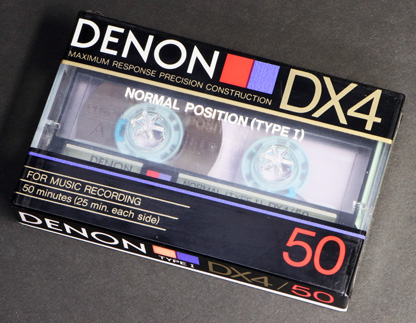 DENON DX4
MAXIMUM RESPONSE PRECISION CONSTRUCTION
NORMAL POSITION (TYPE I)
DENON
FOR MUSIC RECORDING
50 minutes (25 min. each side)
50
DENON TYPE I DX4/50